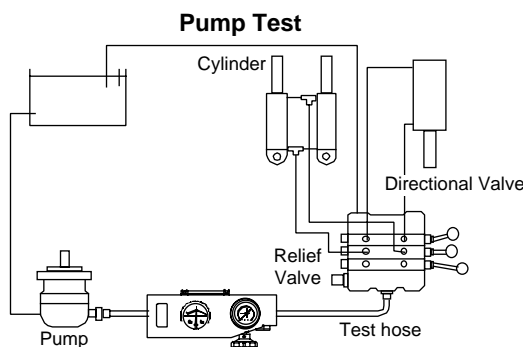 Pump Test
Cylinder
Directional Valve
Relief
Valve
Pump
Test hose